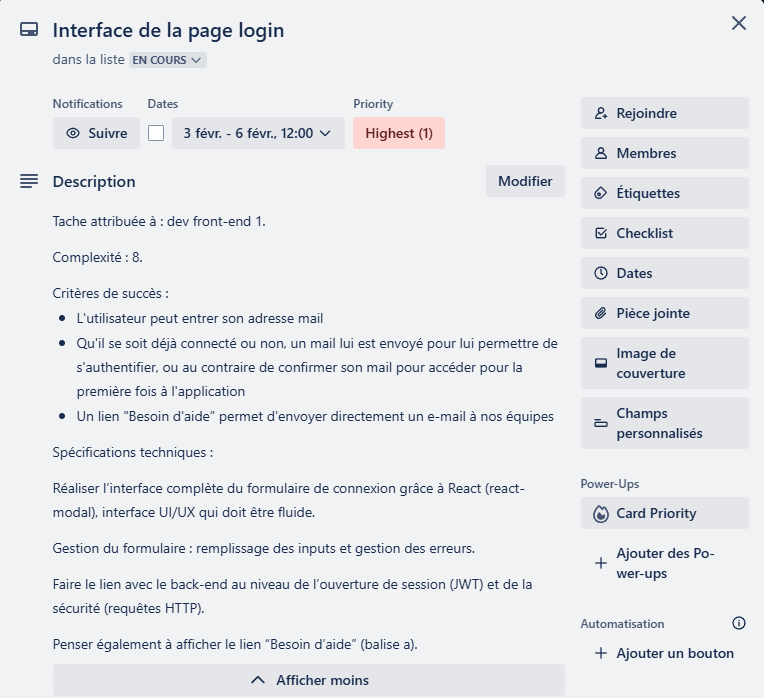 Interface de la page login
dans la liste EN COURS
Notifications
Dates
Priority
Suivre
3 févr. - 6 févr., 12:00
Highest (1)
Description
Modifier
Tache attribuée à : dev front-end 1.
Complexité : 8.
Critères de succès :
L'utilisateur peut entrer son adresse mail
Qu'il se soit déjà connecté ou non, un mail lui est envoyé pour lui permettre de
s'authentifier, ou au contraire de confirmer son mail pour accéder pour la
première fois à l'application
Un lien "Besoin d'aide” permet d'envoyer directement un e-mail à nos équipes
Spécifications techniques :
Réaliser l’interface complète du formulaire de connexion grâce à React (react-
modal), interface UI/UX qui doit être fluide.
Gestion du formulaire : remplissage des inputs et gestion des erreurs.
Faire le lien avec le back-end au niveau de l’ouverture de session (JWT) et de la
sécurité (requêtes HTTP).
Penser également à afficher le lien “Besoin d’aide” (balise a).
Afficher moins
Rejoindre
Membres
Étiquettes
Checklist
Dates
Pièce jointe
Image de
couverture
Champs
personnalisés
Power-Ups
Card Priority
Ajouter des Po-
wer-ups
Automatisation
Ajouter un bouton